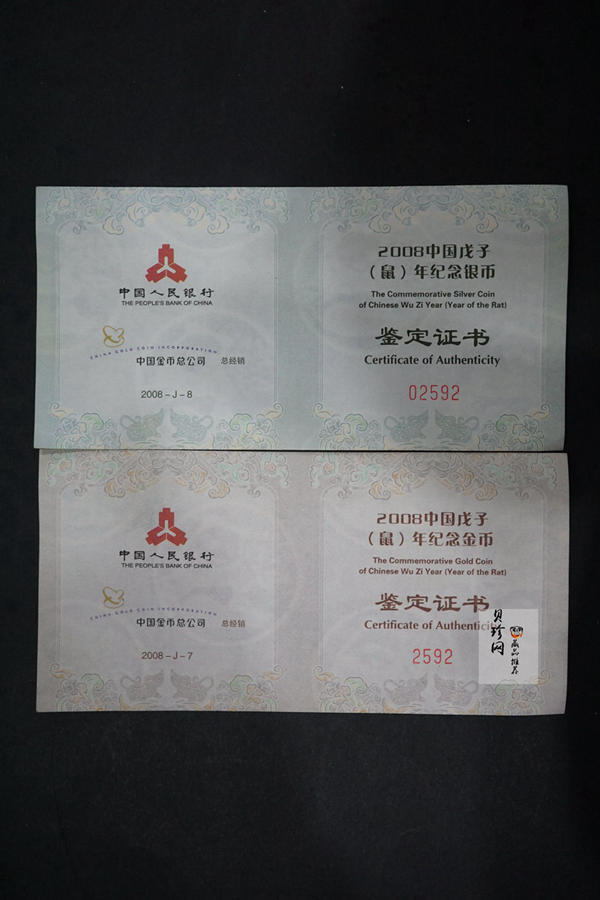 中国人民银行
THE PEOPLE'S BANK OF CHINA
CHINA GOLD COIN INCORPORATION
中国金币总公司 总经销
2008-J-8
2008中国戊子
（鼠）年纪念银币
The Commemorative Silver Coin
of Chinese Wu Zi Year (Year of the Rat)
鉴定证书
Certificate of Authenticity
02592
中国人民银行
THE PEOPLE'S BANK OF CHINA
CHINA GOLD COIN INCORPORATION
中国金币总公司 总经销
2008-J-7
2008中国戊子
（鼠）年纪念金币
The Commemorative Gold Coin
of Chinese Wu Zi Year (Year of the Rat)
鉴定证书
Certificate of Authenticity
2592
贝珍网
藏品推荐